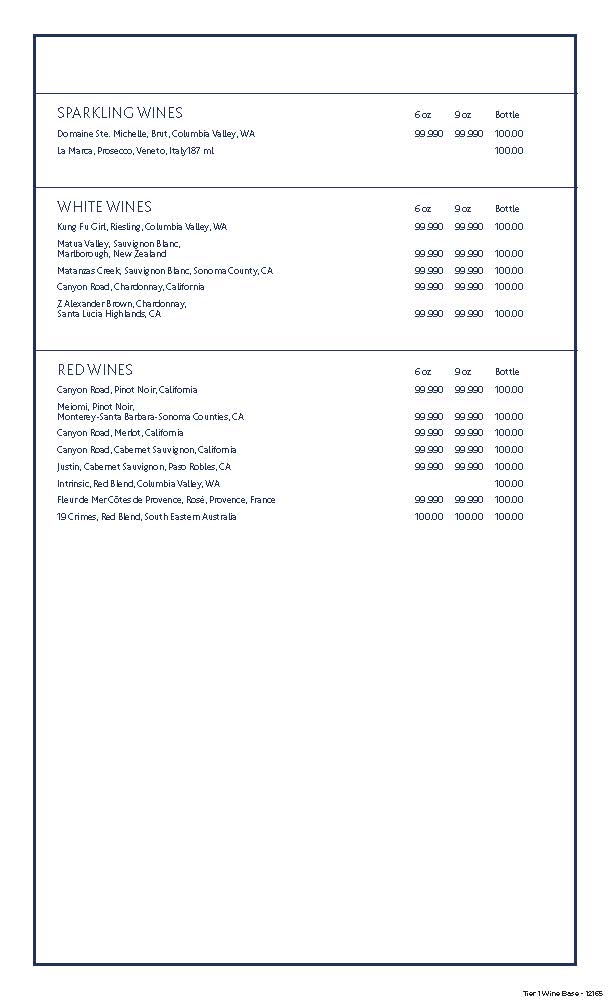 SPARKLING WINES 6 oz 9 oz Bottle
Domaine Ste. Michelle, Brut, Columbia Valley, WA 99.990 99.990 100.00
La Marca, Prosecco, Veneto, Italy187 ml 100.00
WHITE WINES 6 oz 9 oz Bottle
Kung Fu Girl, Riesling, Columbia Valley, WA 99.990 99.990 100.00
Matua Valley, Sauvignon Blanc,
Marlborough, New Zealand 99.990 99.990 100.00
Matanzas Creek, Sauvignon Blanc, Sonoma County, CA 99.990 99.990 100.00
Canyon Road, Chardonnay, California 99.990 99.990 100.00
Z Alexander Brown, Chardonnay,
Santa Lucia Highlands, CA 99.990 99.990 100.00
RED WINES 6 oz 9 oz Bottle
Canyon Road, Pinot Noir, California 99.990 99.990 100.00
Meiomi, Pinot Noir,
Monterey-Santa Barbara-Sonoma Counties, CA 99.990 99.990 100.00
Canyon Road, Merlot, California 99.990 99.990 100.00
Canyon Road, Cabernet Sauvignon, California 99.990 99.990 100.00
Justin, Cabernet Sauvignon, Paso Robles, CA 99.990 99.990 100.00
Intrinsic, Red Blend, Columbia Valley, WA 100.00
Fleur de Mer Côtes de Provence, Rosé, Provence, France 99.990 99.990 100.00
19 Crimes, Red Blend, South Eastern Australia 100.00 100.00 100.00
Tier 1 Wine Base - 12165